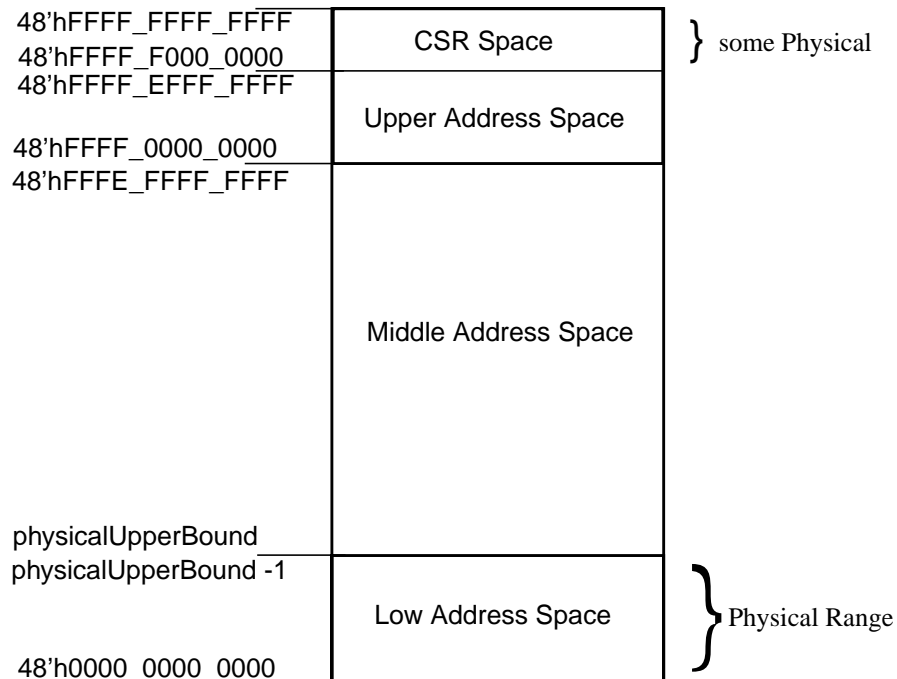 48'hFFFF_FFFF_FFFF
CSR Space
} some Physical
48'hFFFF_F000_0000
48'hFFFF_EFFF_FFFF
Upper Address Space
48'hFFFF_0000_0000
48'hFFFE_FFFF_FFFF
Middle Address Space
physicalUpperBound
physicalUpperBound -1
Low Address Space
} Physical Range
48'h0000_0000_0000